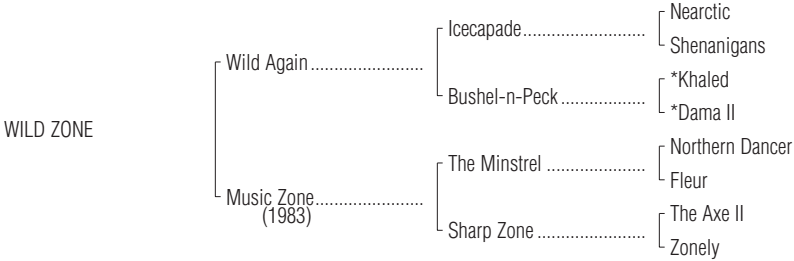 Nearctic
Icecapade........................
Shenanigans
Wild Again......................
*Khaled
Bushel-n-Peck................
*Dama II
WILD ZONE
Northern Dancer
The Minstrel ...................
Fleur
Music Zone.....................
(1983)
The Axe II
Sharp Zone.....................
Zonely